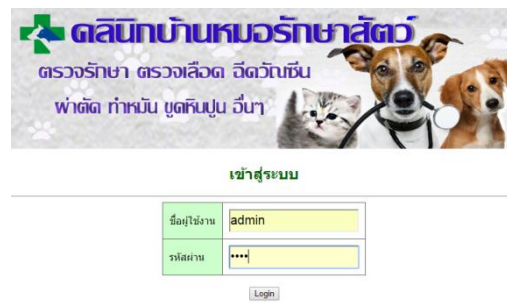 คลินิกบ้านหมอรักษาสัตว์
ตรวจรักษา ตรวจเลือด ฉีดวัคซีน
ผ่าตัด ทำหมัน ขูดหินปูน อื่นๆ
เข้าสู่ระบบ
ชื่อผู้ใช้งาน admin
รหัสผ่าน ••••
Login